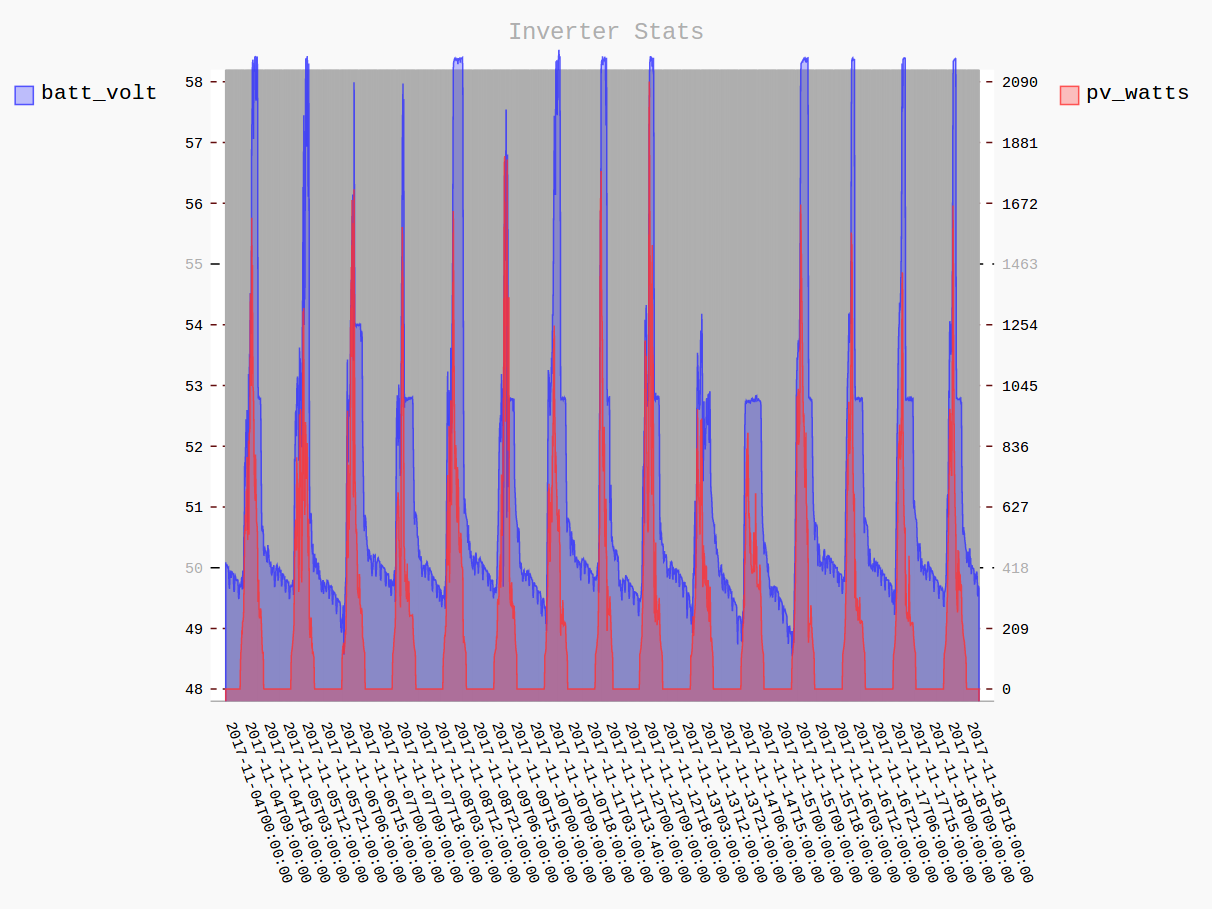 Inverter Stats
batt_volt
pv_watts
58
57
56
55
54
53
52
51
50
49
48
2090
1881
1672
1463
1254
1045
836
627
418
209
0
2017-11-04T00:00:00
2017-11-04T09:00:00
2017-11-04T18:00:00
2017-11-05T03:00:00
2017-11-05T12:00:00
2017-11-05T21:00:00
2017-11-06T06:00:00
2017-11-06T15:00:00
2017-11-07T00:00:00
2017-11-07T09:00:00
2017-11-07T18:00:00
2017-11-08T03:00:00
2017-11-08T12:00:00
2017-11-08T21:00:00
2017-11-09T06:00:00
2017-11-09T15:00:00
2017-11-10T00:00:00
2017-11-10T09:00:00
2017-11-10T18:00:00
2017-11-11T03:00:00
2017-11-11T13:40:00
2017-11-12T00:00:00
2017-11-12T09:00:00
2017-11-12T18:00:00
2017-11-13T03:00:00
2017-11-13T12:00:00
2017-11-13T21:00:00
2017-11-14T06:00:00
2017-11-14T15:00:00
2017-11-15T00:00:00
2017-11-15T09:00:00
2017-11-15T18:00:00
2017-11-16T03:00:00
2017-11-16T12:00:00
2017-11-16T21:00:00
2017-11-17T06:00:00
2017-11-17T15:00:00
2017-11-18T00:00:00
2017-11-18T09:00:00
2017-11-18T18:00:00